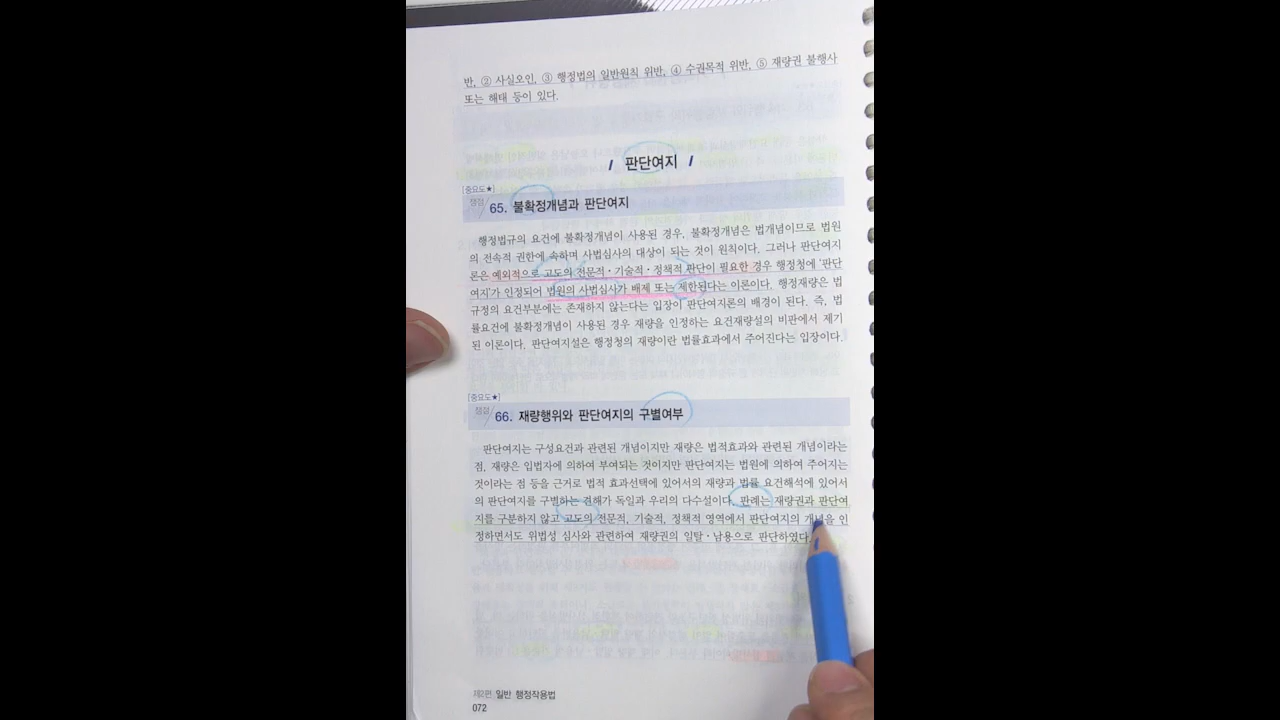 반, ② 사실오인, ③ 행정법의 일반원칙 위반, ④ 수권목적 위반, ⑤ 재량권 불행사
또는 해태 등이 있다.
판단여지
[중요도★]
쟁점 65. 불확정개념과 판단여지
행정법규의 요건에 불확정개념이 사용된 경우, 불확정개념은 법개념이므로 법원
의 전속적 권한에 속하며 사법심사의 대상이 되는 것이 원칙이다. 그러나 판단여지
론은 예외적으로 고도의 전문적·기술적·정책적 판단이 필요한 경우 행정청에 '판단
여지'가 인정되어 법원의 사법심사가 배제 또는 제한된다는 이론이다. 행정재량은 법
규정의 요건부분에는 존재하지 않는다는 입장이 판단여지론의 배경이 된다. 즉, 법
률요건에 불확정개념이 사용된 경우 재량을 인정하는 요건재량설의 비판에서 제기
된 이론이다. 판단여지설은 행정청의 재량이란 법률효과에서 주어진다는 입장이다.
[중요도★]
쟁점 66. 재량행위와 판단여지의 구별여부
판단여지는 구성요건과 관련된 개념이지만 재량은 법적효과와 관련된 개념이라는
점, 재량은 입법자에 의하여 부여되는 것이지만 판단여지는 법원에 의하여 주어지는
것이라는 점 등을 근거로 법적 효과선택에 있어서의 재량과 법률 요건해석에 있어서
의 판단여지를 구별하는 견해가 독일과 우리의 다수설이다. 판례는 재량권과 판단여
지를 구분하지 않고 고도의 전문적, 기술적, 정책적 영역에서 판단여지의 개념을 인
정하면서도 위법성 심사와 관련하여 재량권의 일탈·남용으로 판단하였다.
제2편 일반 행정작용법
072